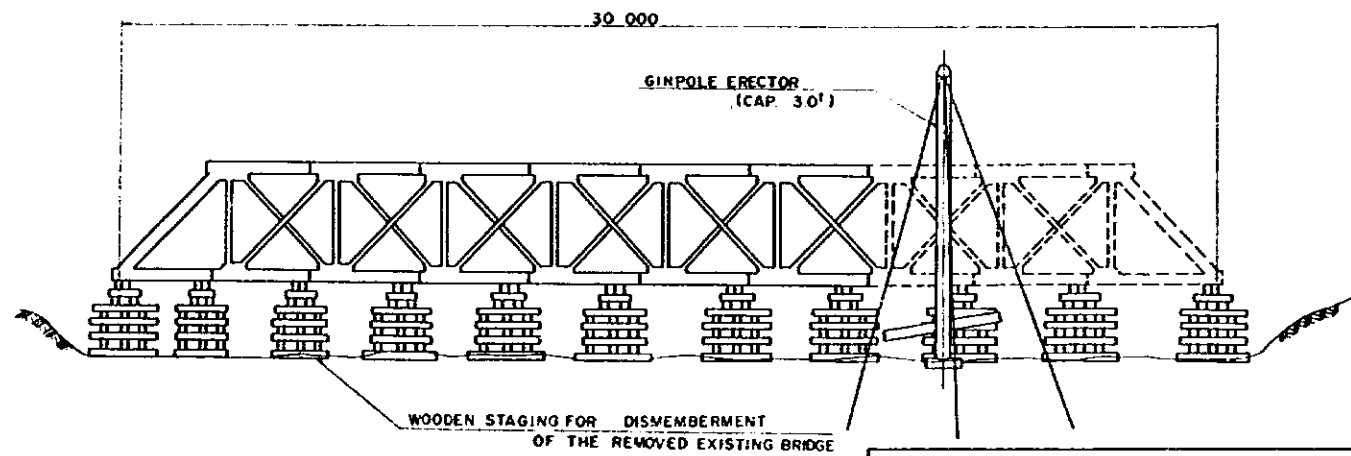 30 000
GINPOLE ERECTOR
(CAP. 3.0t)
WOODEN STAGING FOR DISMEMBERMENT
OF THE REMOVED EXISTING BRIDGE